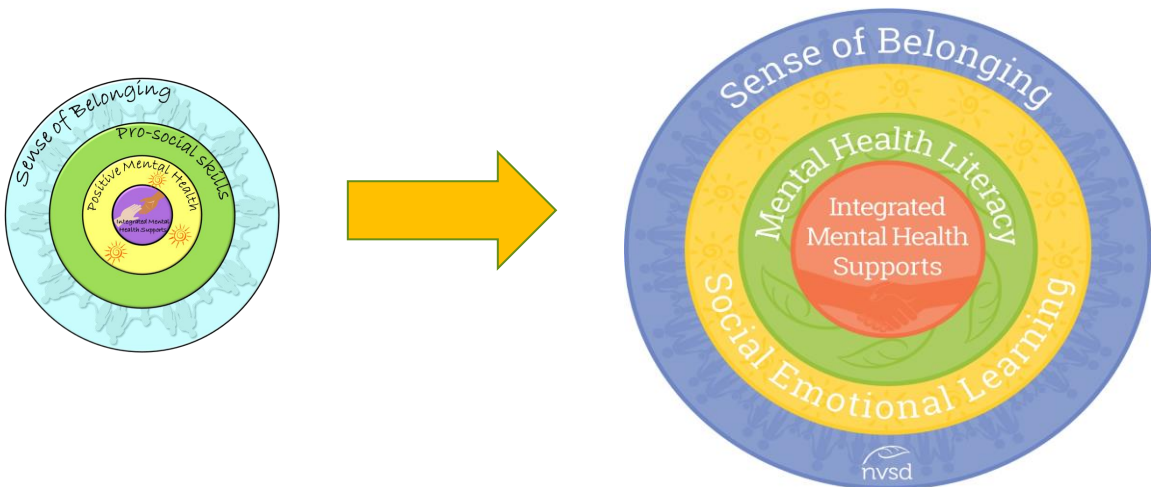 Sense of Belonging
Pro-social skills
Positive Mental Health
Integrated Mental
Health Supports
Sense of Belonging
Mental Health Literacy
Integrated
Mental Health
Supports
Social Emotional Learning
nvsd